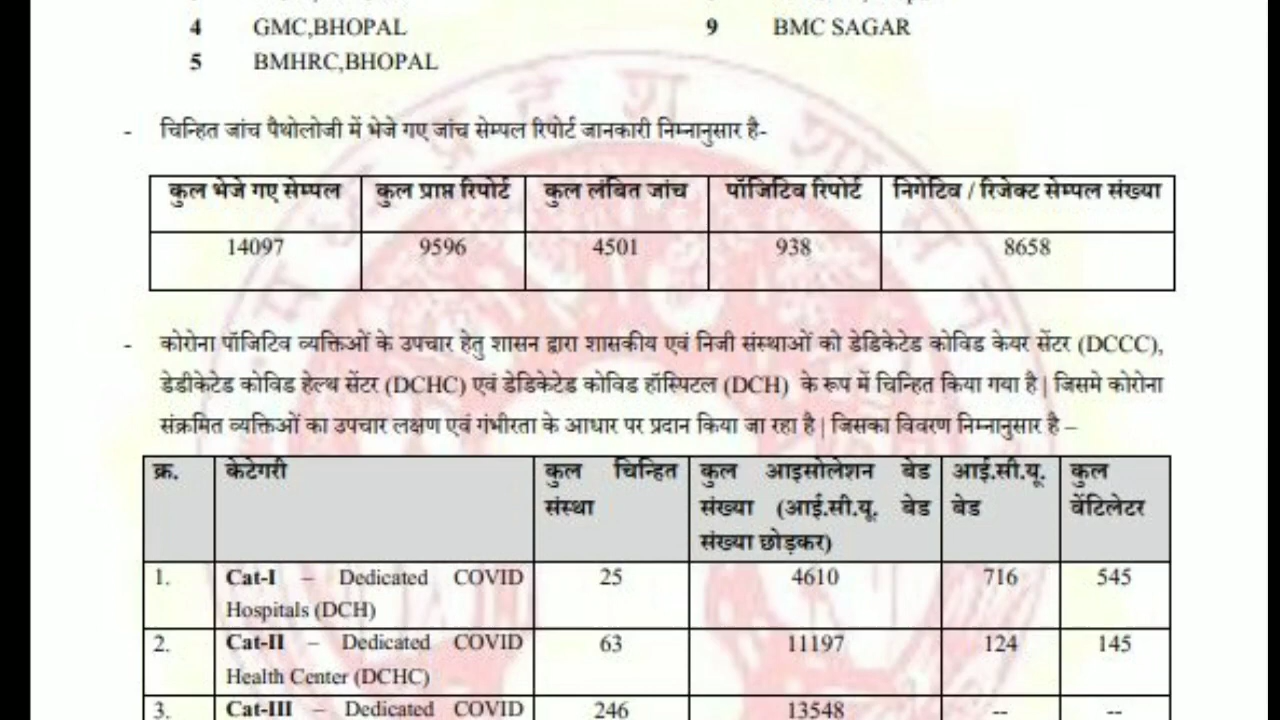 4 GMC,BHOPAL 9 BMC SAGAR
5 BMHRC,BHOPAL
- चिन्हित जांच पैथोलोजी में भेजे गए जांच सेम्पल रिपोर्ट जानकारी निम्नानुसार है-
कुल भेजे गए सेम्पल कुल प्राप्त रिपोर्ट कुल लंबित जांच पॉजिटिव रिपोर्ट निगेटिव / रिजेक्ट सेम्पल संख्या
14097 9596 4501 938 8658
- कोरोना पॉजिटिव व्यक्तिओं के उपचार हेतु शासन द्वारा शासकीय एवं निजी संस्थाओं को डेडिकेटेड कोविड केयर सेंटर (DCCC),
डेडीकेटेड कोविड हेल्थ सेंटर (DCHC) एवं डेडिकेटेड कोविड हॉस्पिटल (DCH) के रूप में चिन्हित किया गया है | जिसमे कोरोना
संक्रमित व्यक्तिओं का उपचार लक्षण एवं गंभीरता के आधार पर प्रदान किया जा रहा है | जिसका विवरण निम्नानुसार है –
क्र. केटेगरी कुल चिन्हित कुल आइसोलेशन बेड आई.सी.यू. कुल
संस्था संख्या (आई.सी.यू. बेड बेड वेंटिलेटर
संख्या छोड़कर)
1. Cat-I – Dedicated COVID 25 4610 716 545
Hospitals (DCH)
2. Cat-II – Dedicated COVID 63 11197 124 145
Health Center (DCHC)
3. Cat-III – Dedicated COVID 246 13548 -- --